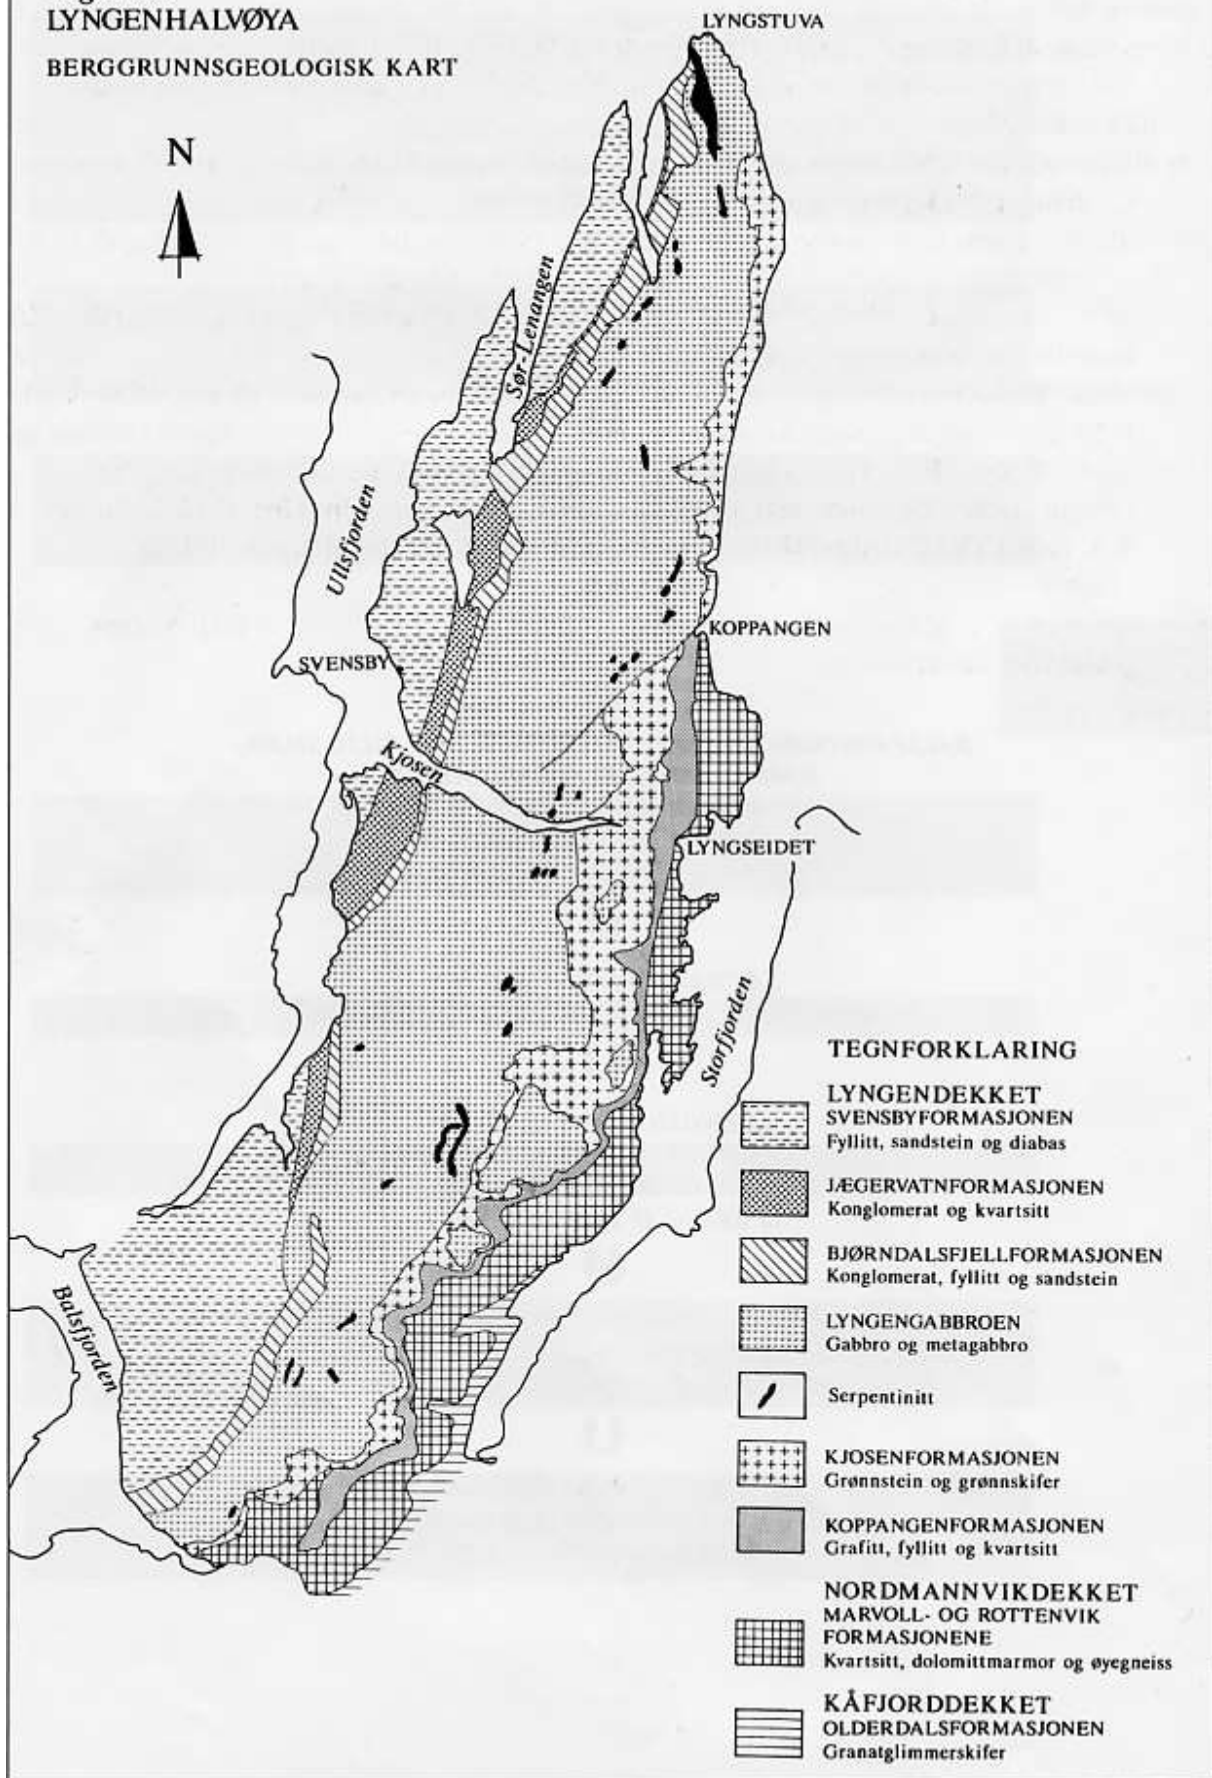 LYNGENHALVØYA
BERGGRUNNSGEOLOGISK KART
LYNGSTUVA
N
Sør-Lenangen
Ullsfjorden
KOPPANGEN
SVENSBY
Kjosen
LYNGSEIDET
Storfjorden
Balsfjorden
TEGNFORKLARING
LYNGENDEKKET
SVENSBYFORMASJONEN
Fyllitt, sandstein og diabas
JÆGERVATNFORMASJONEN
Konglomerat og kvartsitt
BJØRNDALSFJELLFORMASJONEN
Konglomerat, fyllitt og sandstein
LYNGENGABBROEN
Gabbro og metagabbro
Serpentinitt
KJOSENFORMASJONEN
Grønnstein og grønnskifer
KOPPANGENFORMASJONEN
Grafitt, fyllitt og kvartsitt
NORDMANNVIKDEKKET
MARVOLL- OG ROTTENVIK
FORMASJONENE
Kvartsitt, dolomittmarmor og øyegneiss
KÅFJORDDEKKET
OLDERDALSFORMASJONEN
Granatglimmerskifer